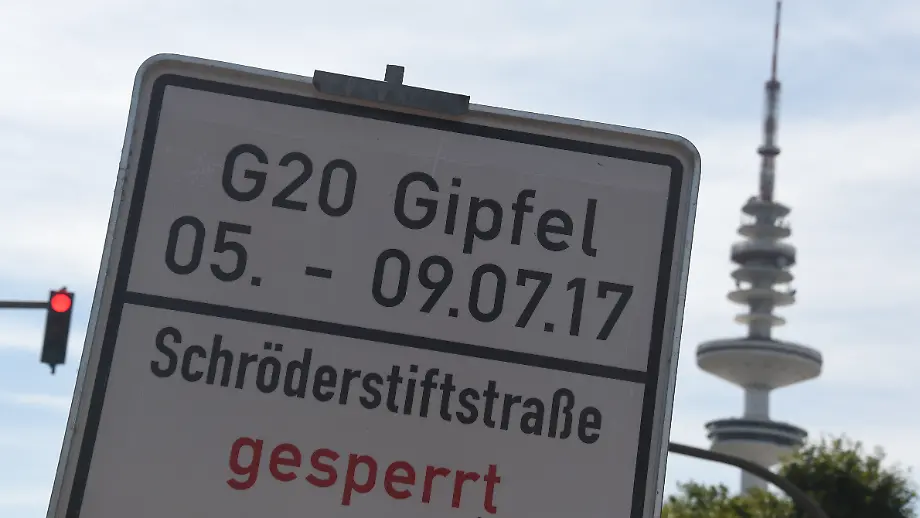 G20 Gipfel
05. - 09.07.17
Schröderstiftstraße
gesperrt